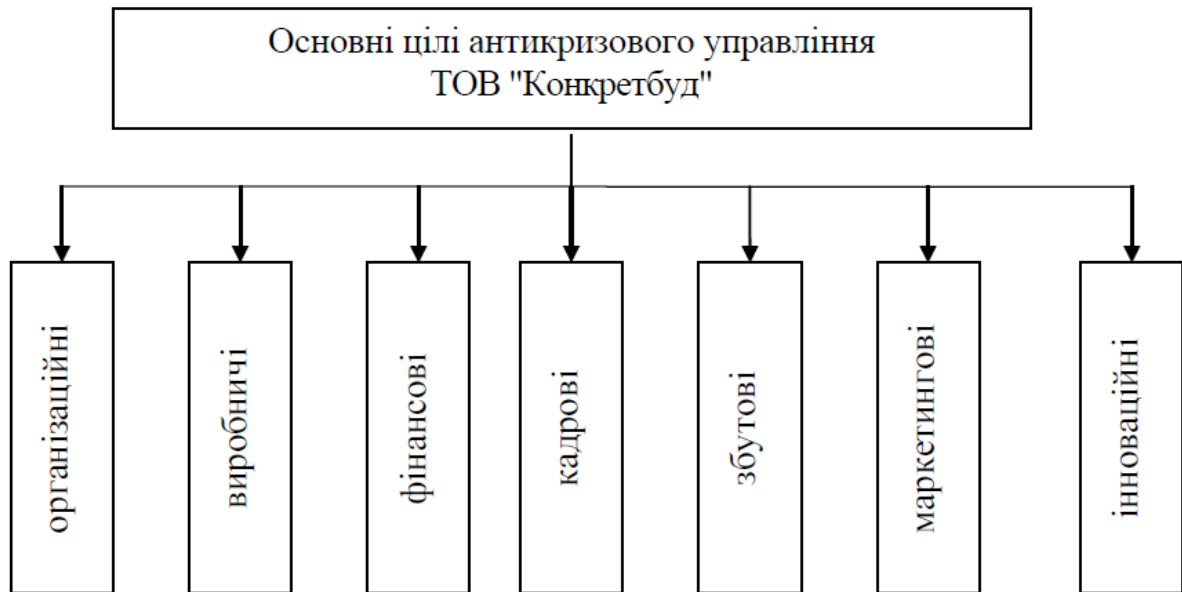 Основні цілі антикризового управління
ТОВ "Конкретбуд"
організаційні
виробничі
фінансові
кадрові
збутові
маркетингові
інноваційні